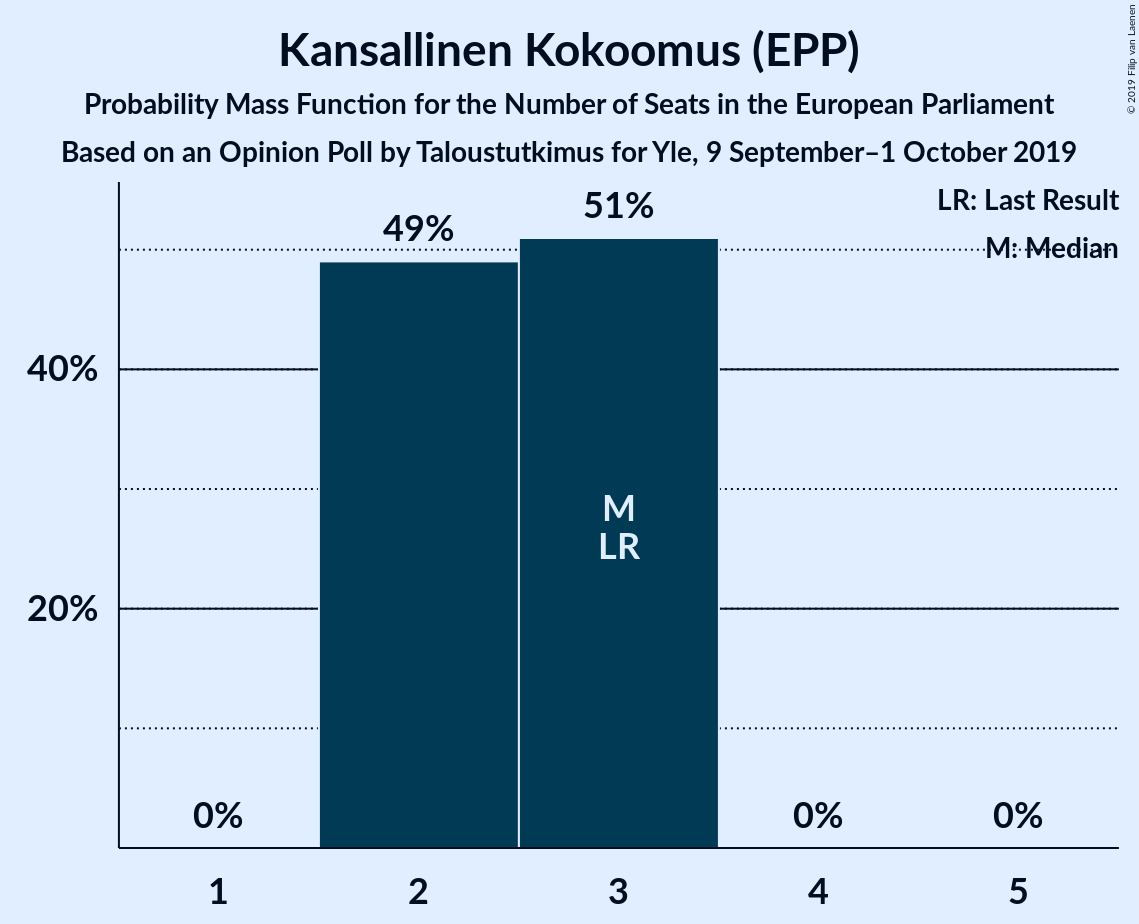 Kansallinen Kokoomus (EPP)
Probability Mass Function for the Number of Seats in the European Parliament
Based on an Opinion Poll by Taloustutkimus for Yle, 9 September–1 October 2019
© 2019 Filip van Laenen
LR: Last Result
M: Median
49%
51%
40%
20%
M
LR
0%
0%
0%
1
2
3
4
5